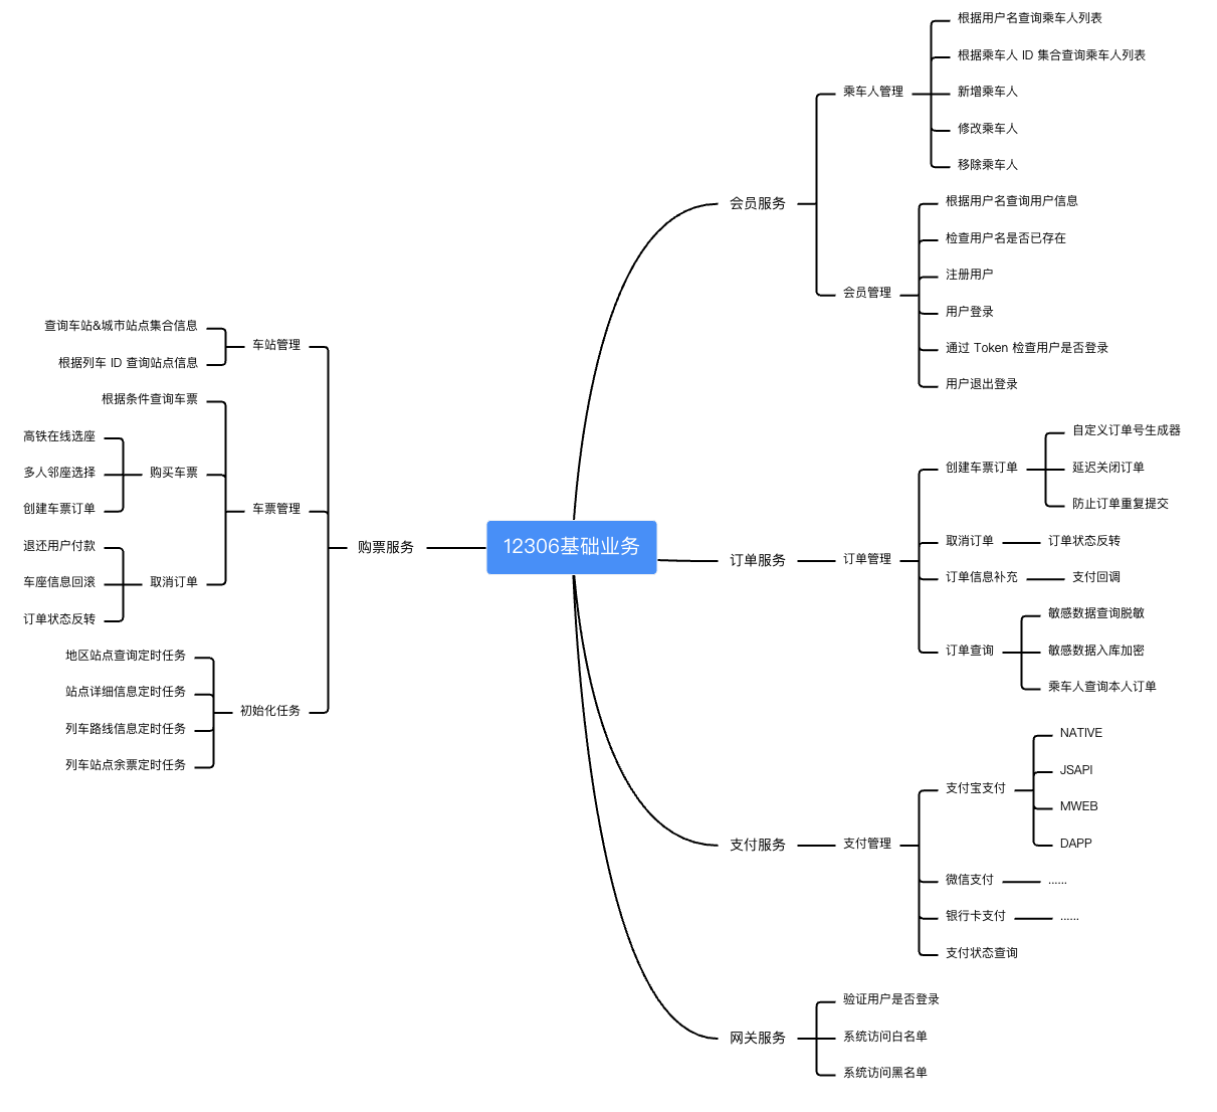 12306基础业务
会员服务
乘车人管理
根据用户名查询乘车人列表
根据乘车人 ID 集合查询乘车人列表
新增乘车人
修改乘车人
移除乘车人
会员管理
根据用户名查询用户信息
检查用户名是否已存在
注册用户
用户登录
通过 Token 检查用户是否登录
用户退出登录
订单服务
订单管理
创建车票订单
自定义订单号生成器
延迟关闭订单
防止订单重复提交
取消订单
订单状态反转
订单信息补充
支付回调
订单查询
敏感数据查询脱敏
敏感数据入库加密
乘车人查询本人订单
支付服务
支付管理
支付宝支付
NATIVE
JSAPI
MWEB
DAPP
微信支付
......
银行卡支付
......
支付状态查询
网关服务
验证用户是否登录
系统访问白名单
系统访问黑名单
购票服务
车站管理
查询车站&城市站点集合信息
根据列车 ID 查询站点信息
车票管理
根据条件查询车票
购买车票
高铁在线选座
多人邻座选择
创建车票订单
取消订单
退还用户付款
车座信息回滚
订单状态反转
初始化任务
地区站点查询定时任务
站点详细信息定时任务
列车路线信息定时任务
列车站点余票定时任务